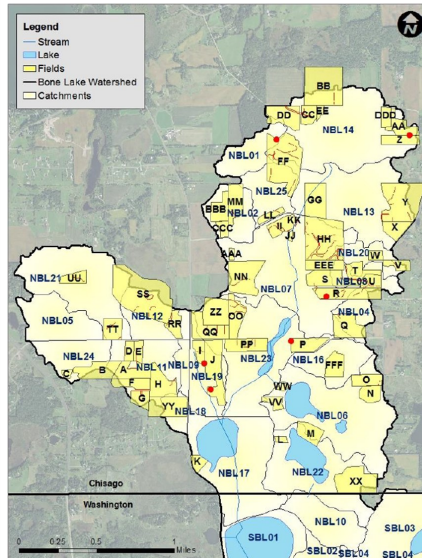 Legend
Stream
Lake
Fields
Bone Lake Watershed
Catchments
N
BB
DD
CC
EE
NBL14
DDD
AA
Z
NBL01
FF
NBL25
MM
BBB
NBL02
CCC
LL
II
KK
JJ
GG
NBL13
Y
X
HH
NBL20
W
V
AAA
EEE
T
S
NBL08
U
R
NN
NBL07
NBL21
UU
SS
NBL12
RR
ZZ
OO
QQ
NBL04
Q
NBL05
TT
NBL24
D
E
PP
NBL23
P
NBL16
I
J
NBL09
NBL19
C
B
A
NBL11
F
H
G
YY
NBL18
FFF
O
N
WW
VV
NBL06
L
M
K
NBL17
NBL22
XX
Chisago
Washington
NBL10
SBL03
SBL01
SBL02
SBL04
SBL04
0
0.25
0.5
1
Miles